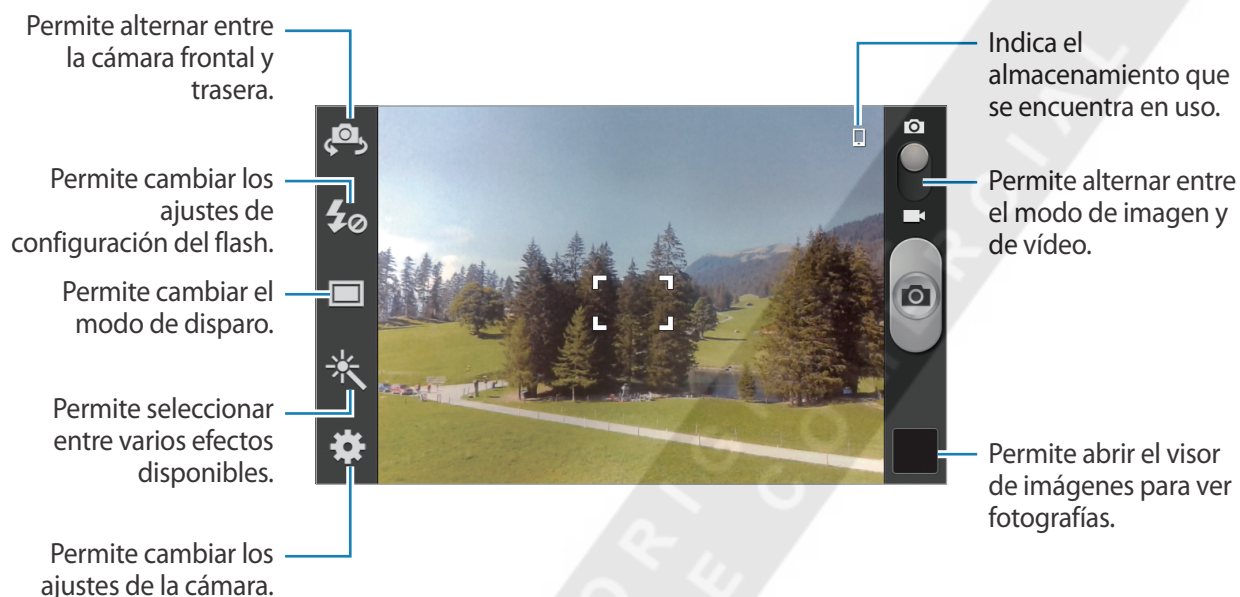 Permite alternar entre
la cámara frontal y
trasera.
Permite cambiar los
ajustes de
configuración del flash.
Permite cambiar el
modo de disparo.
Permite seleccionar
entre varios efectos
disponibles.
Permite cambiar los
ajustes de la cámara.
Indica el
almacenamiento que
se encuentra en uso.
Permite alternar entre
el modo de imagen y
de vídeo.
Permite abrir el visor
de imágenes para ver
fotografías.